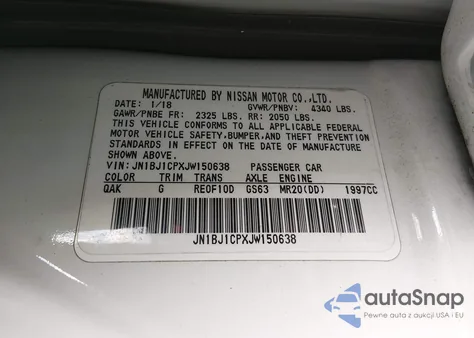 MANUFACTURED BY NISSAN MOTOR CO.,LTD.
DATE: 1/18 GVWR/PNBV: 4340 LBS.
GAWR/PNBE FR: 2325 LBS. RR: 2050 LBS.
THIS VEHICLE CONFORMS TO ALL APPLICABLE FEDERAL
MOTOR VEHICLE SAFETY,BUMPER,AND THEFT PREVENTION
STANDARDS IN EFFECT ON THE DATE OF MANUFACTURE
SHOWN ABOVE.
VIN: JN1BJ1CPXJW150638 PASSENGER CAR
COLOR TRIM TRANS AXLE ENGINE
QAK G RE0F10D GS63 MR20(DD) 1997CC
JN1BJ1CPXJW150638
autoSnap
Pewne auta z aukcji USA i EU